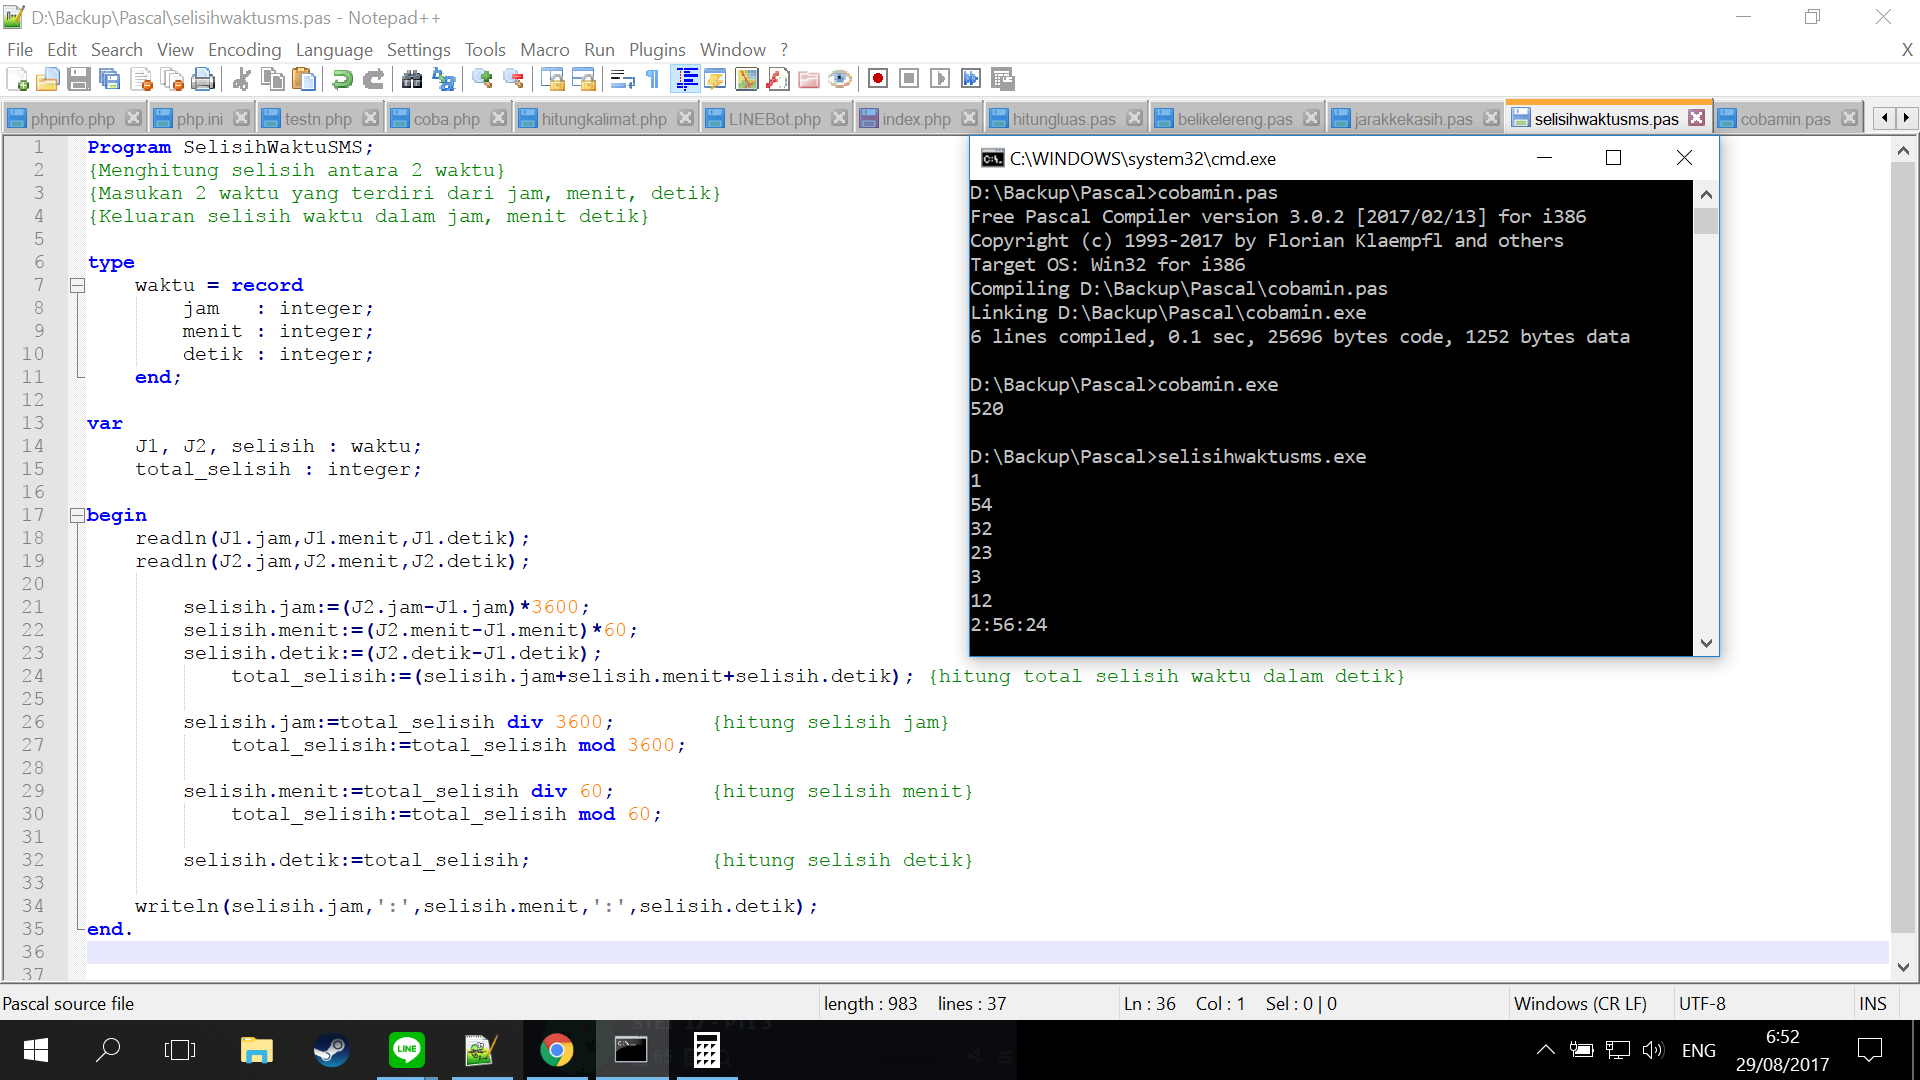 D:\Backup\Pascal\selisihwaktusms.pas - Notepad++
File Edit Search View Encoding Language Settings Tools Macro Run Plugins Window ? X
phpinfo.php php.ini testn.php coba.php hitungkalimat.php LINEBot.php index.php hitungluas.pas belikelereng.pas jarakkekasih.pas selisihwaktusms.pas cobamin.pas
1 Program SelisihWaktuSMS;
2 {Menghitung selisih antara 2 waktu}
3 {Masukan 2 waktu yang terdiri dari jam, menit, detik}
4 {Keluaran selisih waktu dalam jam, menit detik}
5
6 type
7 waktu = record
8 jam : integer;
9 menit : integer;
10 detik : integer;
11 end;
12
13 var
14 J1, J2, selisih : waktu;
15 total_selisih : integer;
16
17 begin
18 readln(J1.jam,J1.menit,J1.detik);
19 readln(J2.jam,J2.menit,J2.detik);
20
21 selisih.jam:=(J2.jam-J1.jam)*3600;
22 selisih.menit:=(J2.menit-J1.menit)*60;
23 selisih.detik:=(J2.detik-J1.detik);
24 total_selisih:=(selisih.jam+selisih.menit+selisih.detik); {hitung total selisih waktu dalam detik}
25
26 selisih.jam:=total_selisih div 3600; {hitung selisih jam}
27 total_selisih:=total_selisih mod 3600;
28
29 selisih.menit:=total_selisih div 60; {hitung selisih menit}
30 total_selisih:=total_selisih mod 60;
31
32 selisih.detik:=total_selisih; {hitung selisih detik}
33
34 writeln(selisih.jam,':',selisih.menit,':',selisih.detik);
35 end.
36
37
C:\WINDOWS\system32\cmd.exe
D:\Backup\Pascal>cobamin.pas
Free Pascal Compiler version 3.0.2 [2017/02/13] for i386
Copyright (c) 1993-2017 by Florian Klaempfl and others
Target OS: Win32 for i386
Compiling D:\Backup\Pascal\cobamin.pas
Linking D:\Backup\Pascal\cobamin.exe
6 lines compiled, 0.1 sec, 25696 bytes code, 1252 bytes data
D:\Backup\Pascal>cobamin.exe
520
D:\Backup\Pascal>selisihwaktusms.exe
1
54
32
23
3
12
2:56:24
Pascal source file length : 983 lines : 37 Ln : 36 Col : 1 Sel : 0 | 0 Windows (CR LF) UTF-8 INS
LINE
ENG
6:52
29/08/2017